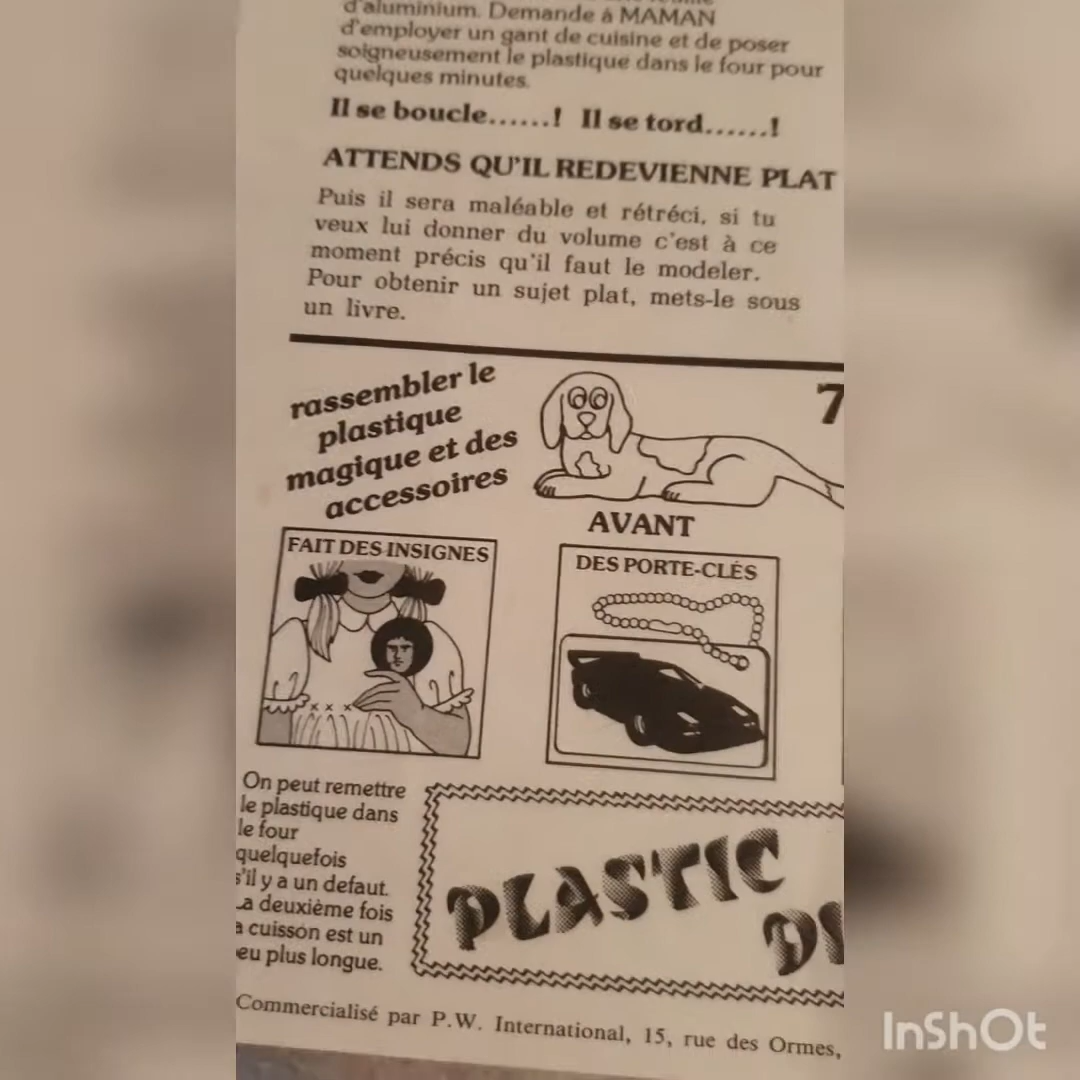 d'aluminium. Demande à MAMAN
d'employer un gant de cuisine et de poser
soigneusement le plastique dans le four pour
quelques minutes.
Il se boucle......! Il se tord......!
ATTENDS QU'IL REDEVIENNE PLAT
Puis il sera maléable et rétréci, si tu
veux lui donner du volume c'est à ce
moment précis qu'il faut le modeler.
Pour obtenir un sujet plat, mets-le sous
un livre.
rassembler le
plastique
magique et des
accessoires
7
AVANT
FAIT DES INSIGNES
DES PORTE-CLÉS
On peut remettre
le plastique dans
le four
quelquefois
s'il y a un defaut.
La deuxième fois
a cuisson est un
eu plus longue.
PLASTIC
Commercialisé par P.W. International, 15, rue des Ormes,
InShOt